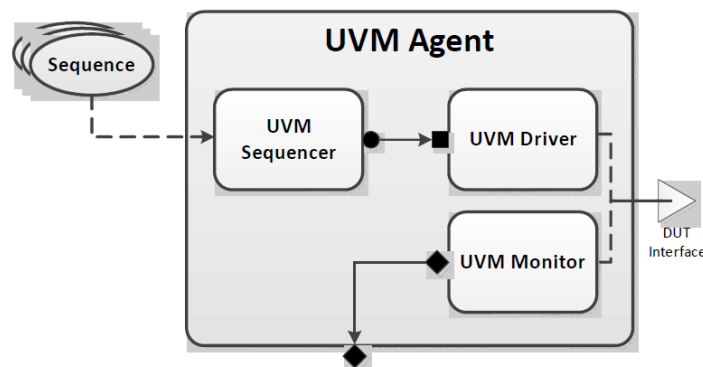 UVM Agent
Sequence
UVM
Sequencer
UVM Driver
UVM Monitor
DUT
Interface